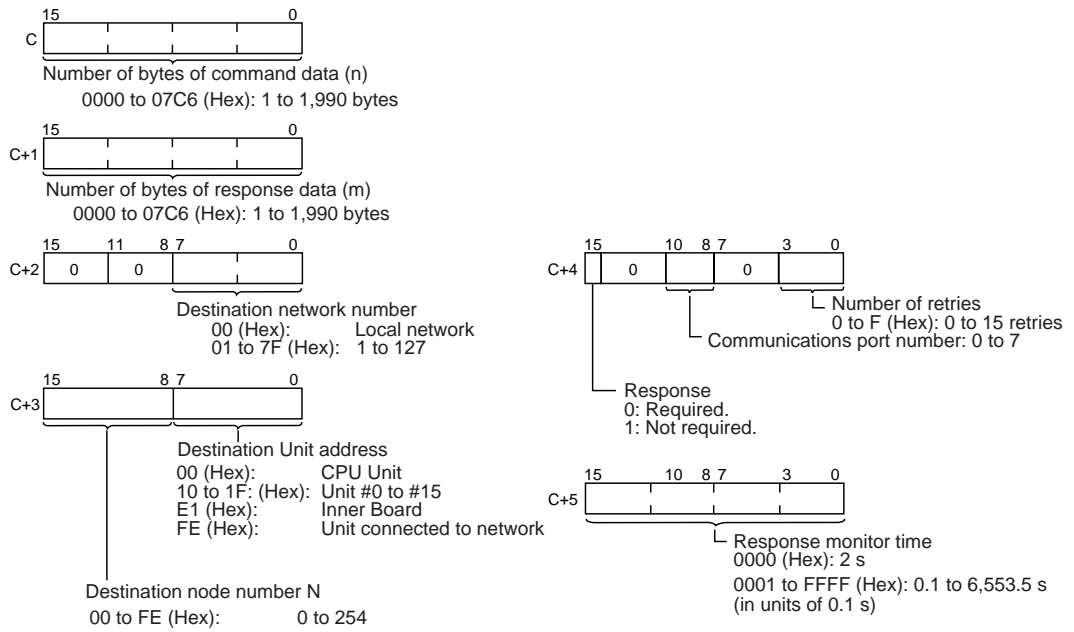 15 0
C
Number of bytes of command data (n)
0000 to 07C6 (Hex): 1 to 1,990 bytes
15 0
C+1
Number of bytes of response data (m)
0000 to 07C6 (Hex): 1 to 1,990 bytes
15 11 8 7 0
C+2 0 0
Destination network number
00 (Hex): Local network
01 to 7F (Hex): 1 to 127
15 8 7 0
C+3
Destination Unit address
00 (Hex): CPU Unit
10 to 1F: (Hex): Unit #0 to #15
E1 (Hex): Inner Board
FE (Hex): Unit connected to network
Destination node number N
00 to FE (Hex): 0 to 254
15 10 8 7 3 0
C+4 0 0
Number of retries
0 to F (Hex): 0 to 15 retries
Communications port number: 0 to 7
Response
0: Required.
1: Not required.
15 10 8 7 3 0
C+5
Response monitor time
0000 (Hex): 2 s
0001 to FFFF (Hex): 0.1 to 6,553.5 s
(in units of 0.1 s)